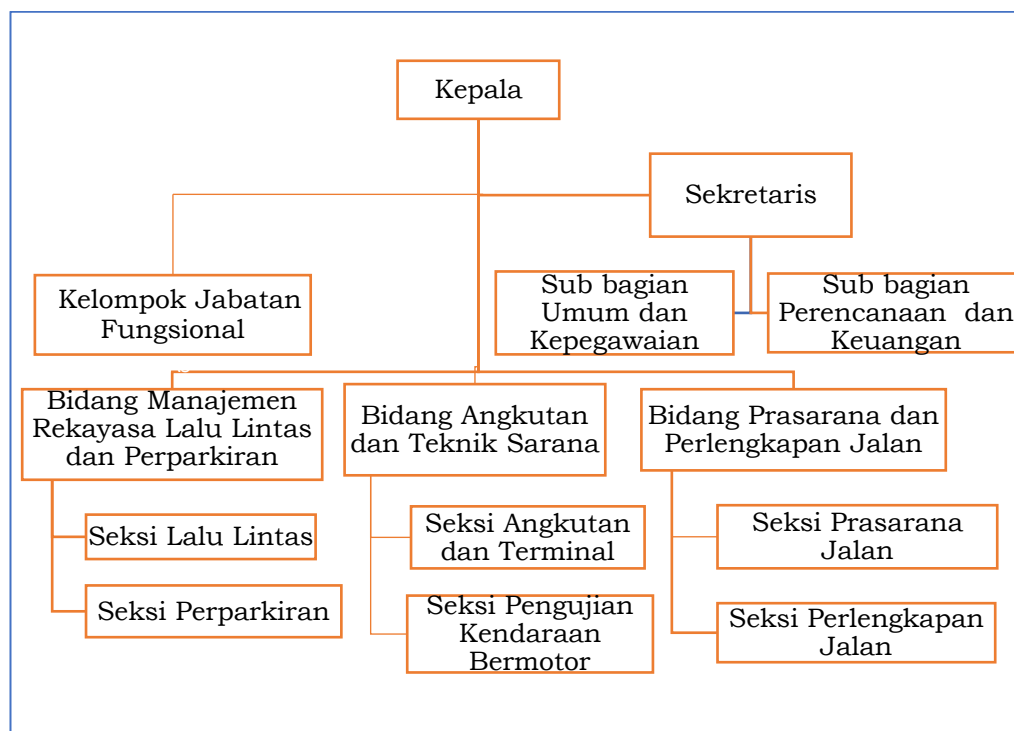 Kepala
Sekretaris
Kelompok Jabatan
Fungsional
Sub bagian
Umum dan
Kepegawaian
Sub bagian
Perencanaan dan
Keuangan
Bidang Manajemen
Rekayasa Lalu Lintas
dan Perparkiran
Bidang Angkutan
dan Teknik Sarana
Bidang Prasarana dan
Perlengkapan Jalan
Seksi Lalu Lintas
Seksi Angkutan
dan Terminal
Seksi Prasarana
Jalan
Seksi Perparkiran
Seksi Pengujian
Kendaraan
Bermotor
Seksi Perlengkapan
Jalan